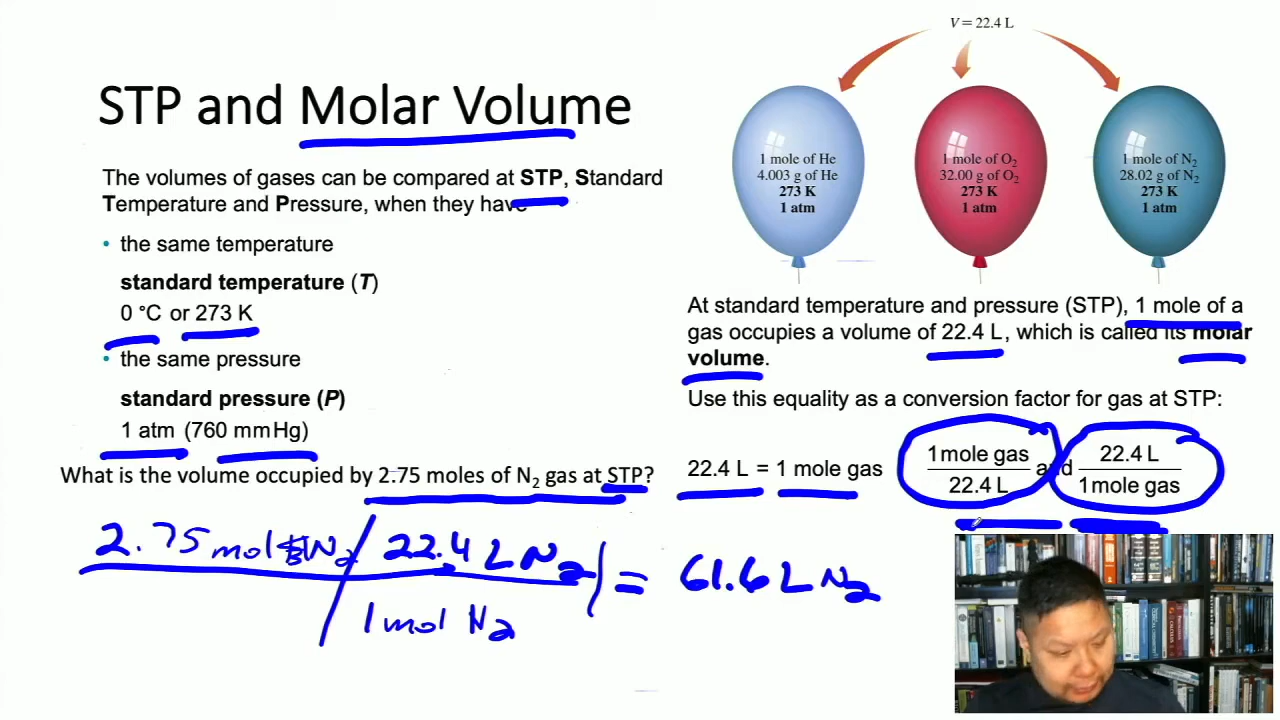 V = 22.4 L
STP and Molar Volume
1 mole of He
4.003 g of He
273 K
1 atm
1 mole of O₂
32.00 g of O₂
273 K
1 atm
1 mole of N₂
28.02 g of N₂
273 K
1 atm
The volumes of gases can be compared at STP, Standard
Temperature and Pressure, when they have
• the same temperature
standard temperature (T)
0 °C or 273 K
• the same pressure
standard pressure (P)
1 atm (760 mmHg)
What is the volume occupied by 2.75 moles of N₂ gas at STP?
2.75 mol N₂ / 22.4 L N₂ = 61.6 L N₂
1 mol N₂
At standard temperature and pressure (STP), 1 mole of a
gas occupies a volume of 22.4 L, which is called its molar
volume.
Use this equality as a conversion factor for gas at STP:
22.4 L = 1 mole gas
1 mole gas
22.4 L
and
22.4 L
1 mole gas